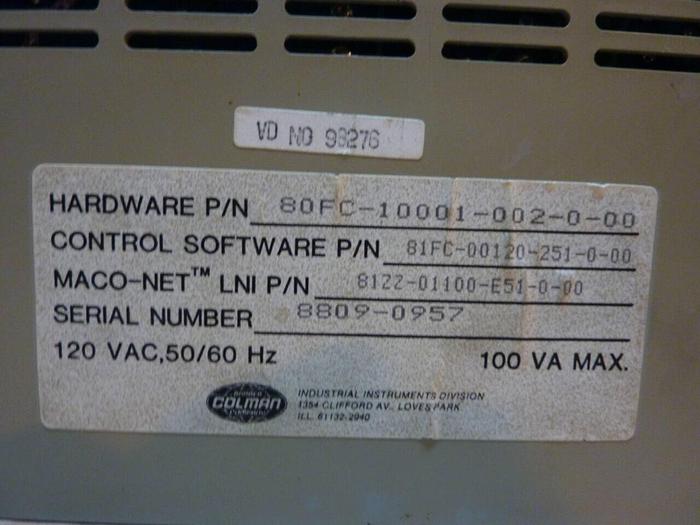 VD NO 98276
HARDWARE P/N 80FC-10001-002-0-00
CONTROL SOFTWARE P/N 81FC-00120-251-0-00
MACO-NET™ LNI P/N 8122-01100-E51-0-00
SERIAL NUMBER 8809-0957
120 VAC,50/60 Hz 100 VA MAX.
BARBER
COLMAN
COMPANY
INDUSTRIAL INSTRUMENTS DIVISION
1354 CLIFFORD AV., LOVES PARK
ILL. 61132-2940